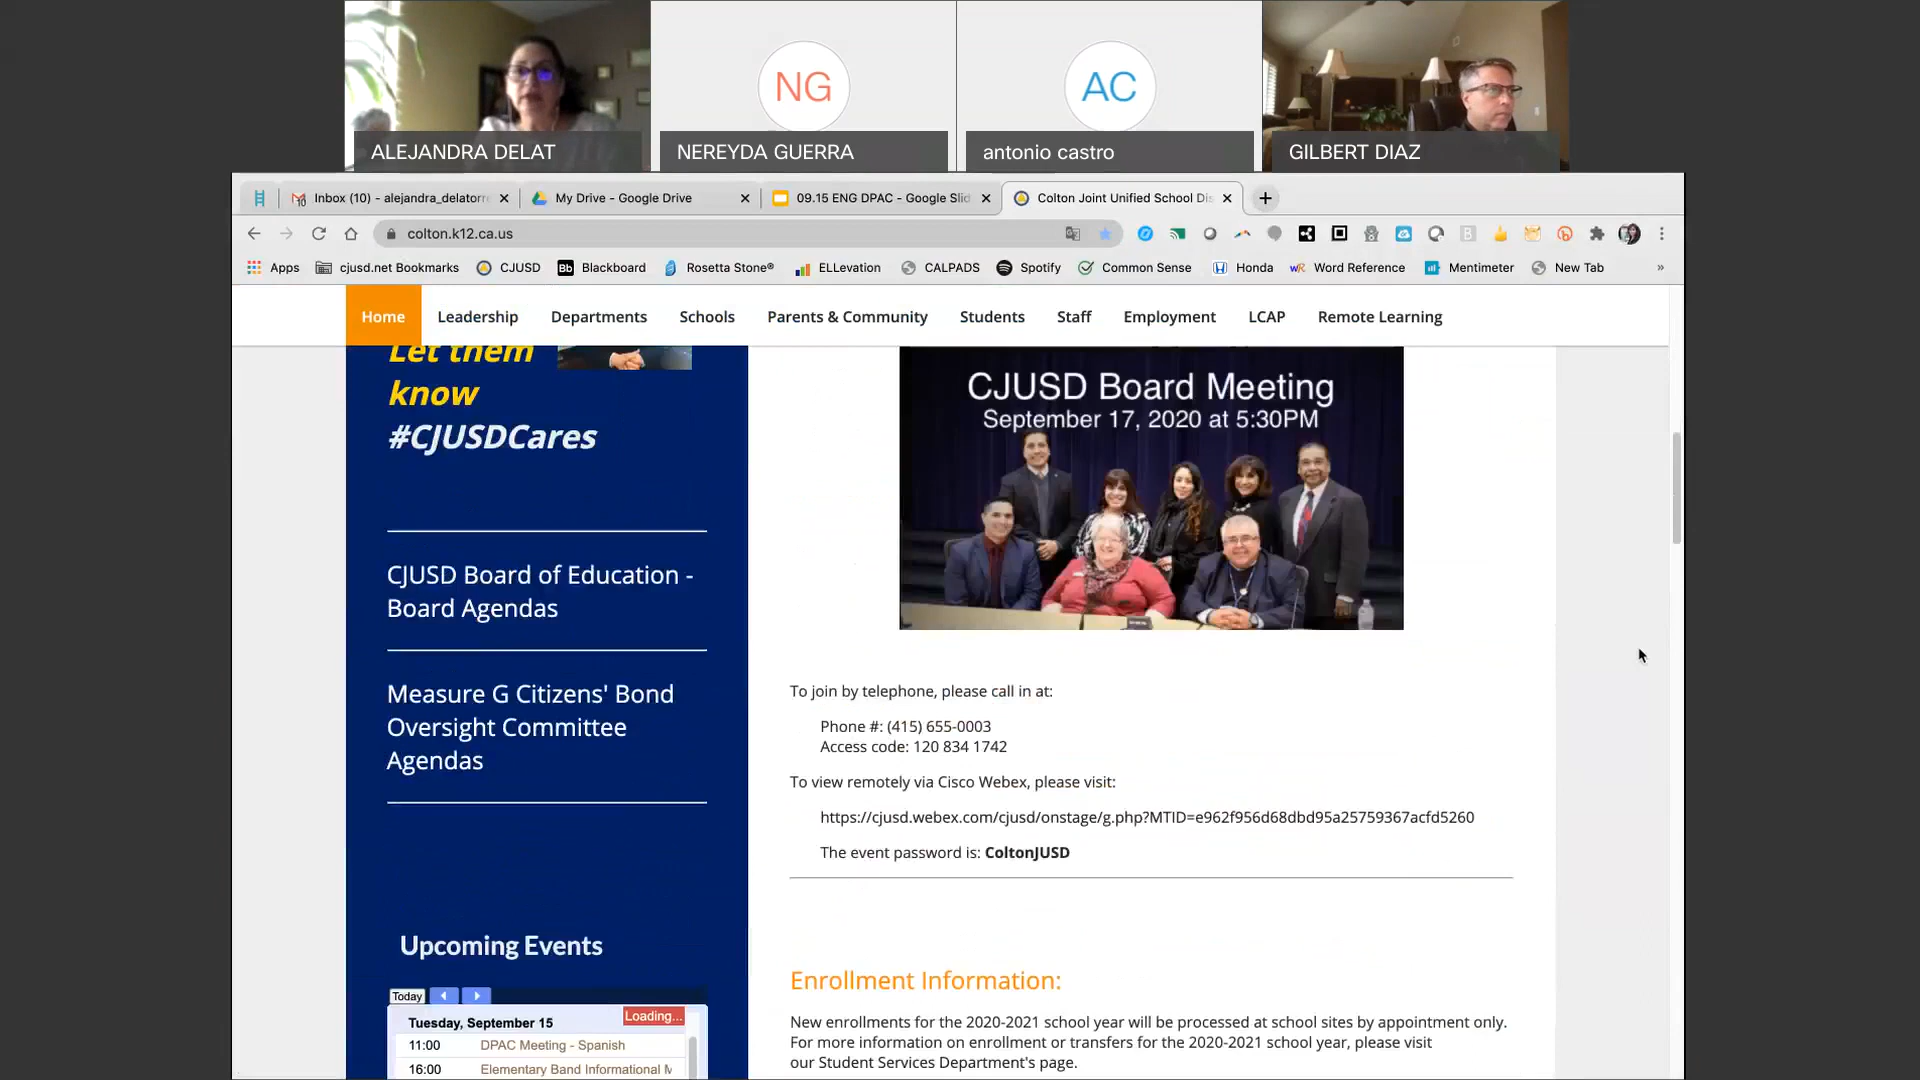 NG
AC
ALEJANDRA DELAT
NEREYDA GUERRA
antonio castro
GILBERT DIAZ
Inbox (10) - alejandra_delatorre
My Drive - Google Drive
09.15 ENG DPAC - Google Slid
Colton Joint Unified School Dis
colton.k12.ca.us
Apps
cjusd.net Bookmarks
CJUSD
Bb Blackboard
Rosetta Stone®
ELLevation
CALPADS
Spotify
Common Sense
Honda
WR Word Reference
Mentimeter
New Tab
»
Home
Leadership
Departments
Schools
Parents & Community
Students
Staff
Employment
LCAP
Remote Learning
Let them
know
#CJUSDCares
CJUSD Board of Education -
Board Agendas
Measure G Citizens' Bond
Oversight Committee
Agendas
Upcoming Events
Today
Loading...
Tuesday, September 15
11:00 DPAC Meeting - Spanish
16:00 Elementary Band Informational M
CJUSD Board Meeting
September 17, 2020 at 5:30PM
To join by telephone, please call in at:
Phone #: (415) 655-0003
Access code: 120 834 1742
To view remotely via Cisco Webex, please visit:
https://cjusd.webex.com/cjusd/onstage/g.php?MTID=e962f956d68dbd95a25759367acfd5260
The event password is: ColtonJUSD
Enrollment Information:
New enrollments for the 2020-2021 school year will be processed at school sites by appointment only.
For more information on enrollment or transfers for the 2020-2021 school year, please visit
our Student Services Department's page.